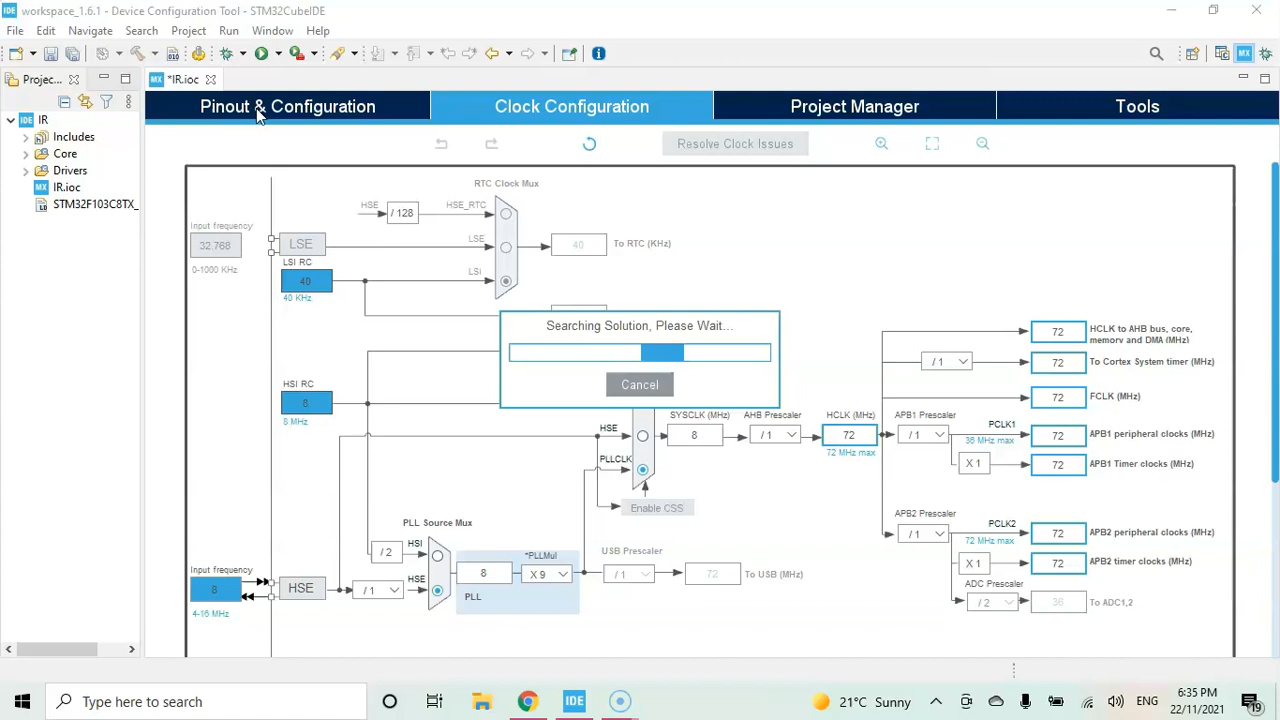 workspace_1.6.1 - Device Configuration Tool - STM32CubeIDE
File Edit Navigate Search Project Run Window Help
Projec...
*IR.ioc
IR
Includes
Core
Drivers
IR.ioc
STM32F103C8TX_
Pinout & Configuration
Clock Configuration
Project Manager
Tools
Resolve Clock Issues
RTC Clock Mux
HSE
/ 128
HSE_RTC
Input frequency
32.768
0-1000 KHz
LSE
LSE
40
To RTC (KHz)
LSI RC
40
40 KHz
LSI
Searching Solution, Please Wait...
Cancel
HSI RC
8
8 MHz
HSE
PLLCLK
Enable CSS
SYSCLK (MHz)
8
AHB Prescaler
/ 1
HCLK (MHz)
72
72 MHz max
72
HCLK to AHB bus, core,
memory and DMA (MHz)
/ 1
72
To Cortex System timer (MHz)
72
FCLK (MHz)
APB1 Prescaler
/ 1
PCLK1
36 MHz max
72
APB1 peripheral clocks (MHz)
X 1
72
APB1 Timer clocks (MHz)
APB2 Prescaler
/ 1
PCLK2
72 MHz max
72
APB2 peripheral clocks (MHz)
X 1
72
APB2 timer clocks (MHz)
ADC Prescaler
/ 2
36
To ADC1,2
PLL Source Mux
HSI
/ 2
HSE
Input frequency
8
4-16 MHz
HSE
/ 1
8
*PLLMul
X 9
PLL
USB Prescaler
/ 1
72
To USB (MHz)
Type here to search
21°C Sunny
ENG
6:35 PM
22/11/2021
19